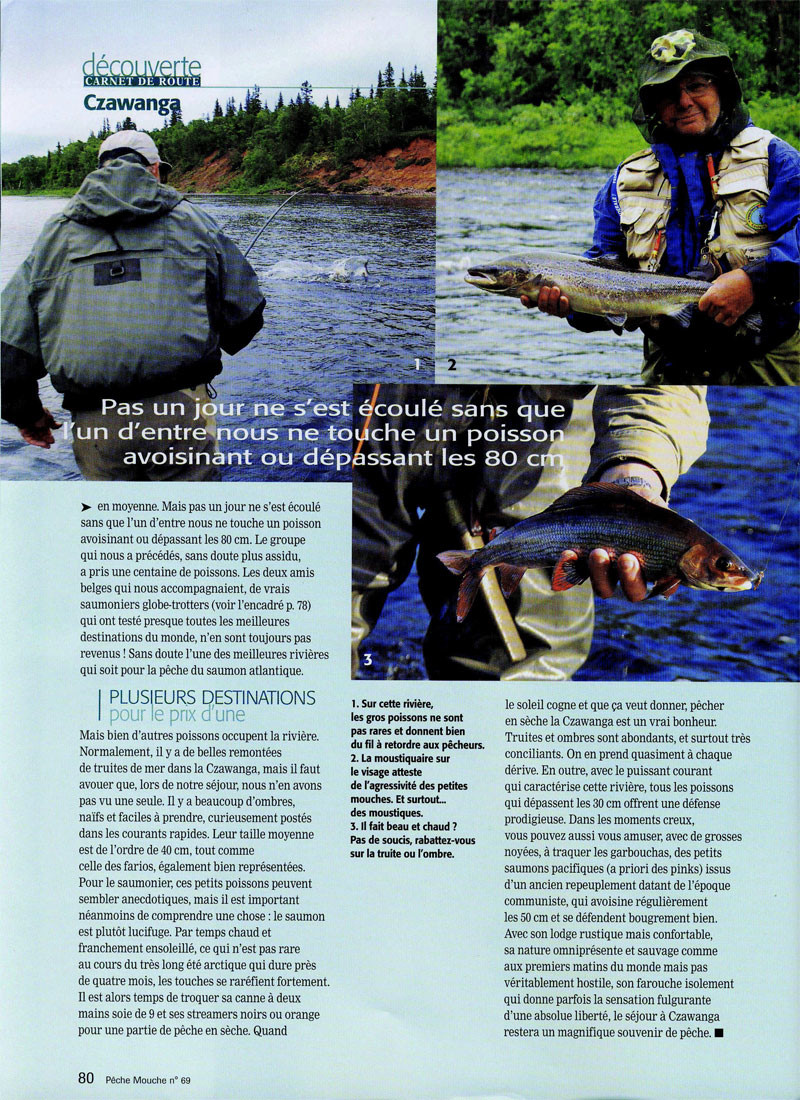 découverte
CARNET DE ROUTE
Czawanga
1
2
Pas un jour ne s'est écoulé sans que
l'un d'entre nous ne touche un poisson
avoisinant ou dépassant les 80 cm
3
➤ en moyenne. Mais pas un jour ne s'est écoulé
sans que l'un d'entre nous ne touche un poisson
avoisinant ou dépassant les 80 cm. Le groupe
qui nous a précédés, sans doute plus assidu,
a pris une centaine de poissons. Les deux amis
belges qui nous accompagnaient, de vrais
saumoniers globe-trotters (voir l'encadré p. 78)
qui ont testé presque toutes les meilleures
destinations du monde, n'en sont toujours pas
revenus ! Sans doute l'une des meilleures rivières
qui soit pour la pêche du saumon atlantique.
PLUSIEURS DESTINATIONS
pour le prix d'une
Mais bien d'autres poissons occupent la rivière.
Normalement, il y a de belles remontées
de truites de mer dans la Czawanga, mais il faut
avouer que, lors de notre séjour, nous n'en avons
pas vu une seule. Il y a beaucoup d'ombres,
naïfs et faciles à prendre, curieusement postés
dans les courants rapides. Leur taille moyenne
est de l'ordre de 40 cm, tout comme
celle des farios, également bien représentées.
Pour le saumonier, ces petits poissons peuvent
sembler anecdotiques, mais il est important
néanmoins de comprendre une chose : le saumon
est plutôt lucifuge. Par temps chaud et
franchement ensoleillé, ce qui n'est pas rare
au cours du très long été arctique qui dure près
de quatre mois, les touches se raréfient fortement.
Il est alors temps de troquer sa canne à deux
mains soie de 9 et ses streamers noirs ou orange
pour une partie de pêche en sèche. Quand
1. Sur cette rivière,
les gros poissons ne sont
pas rares et donnent bien
du fil à retordre aux pêcheurs.
2. La moustiquaire sur
le visage atteste
de l'agressivité des petites
mouches. Et surtout...
des moustiques.
3. Il fait beau et chaud ?
Pas de soucis, rabattez-vous
sur la truite ou l'ombre.
le soleil cogne et que ça veut donner, pêcher
en sèche la Czawanga est un vrai bonheur.
Truites et ombres sont abondants, et surtout très
conciliants. On en prend quasiment à chaque
dérive. En outre, avec le puissant courant
qui caractérise cette rivière, tous les poissons
qui dépassent les 30 cm offrent une défense
prodigieuse. Dans les moments creux,
vous pouvez aussi vous amuser, avec de grosses
noyées, à traquer les garbouchas, des petits
saumons pacifiques (a priori des pinks) issus
d'un ancien repeuplement datant de l'époque
communiste, qui avoisine régulièrement
les 50 cm et se défendent bougrement bien.
Avec son lodge rustique mais confortable,
sa nature omniprésente et sauvage comme
aux premiers matins du monde mais pas
véritablement hostile, son farouche isolement
qui donne parfois la sensation fulgurante
d'une absolue liberté, le séjour à Czawanga
restera un magnifique souvenir de pêche. ■
80 Pêche Mouche n° 69